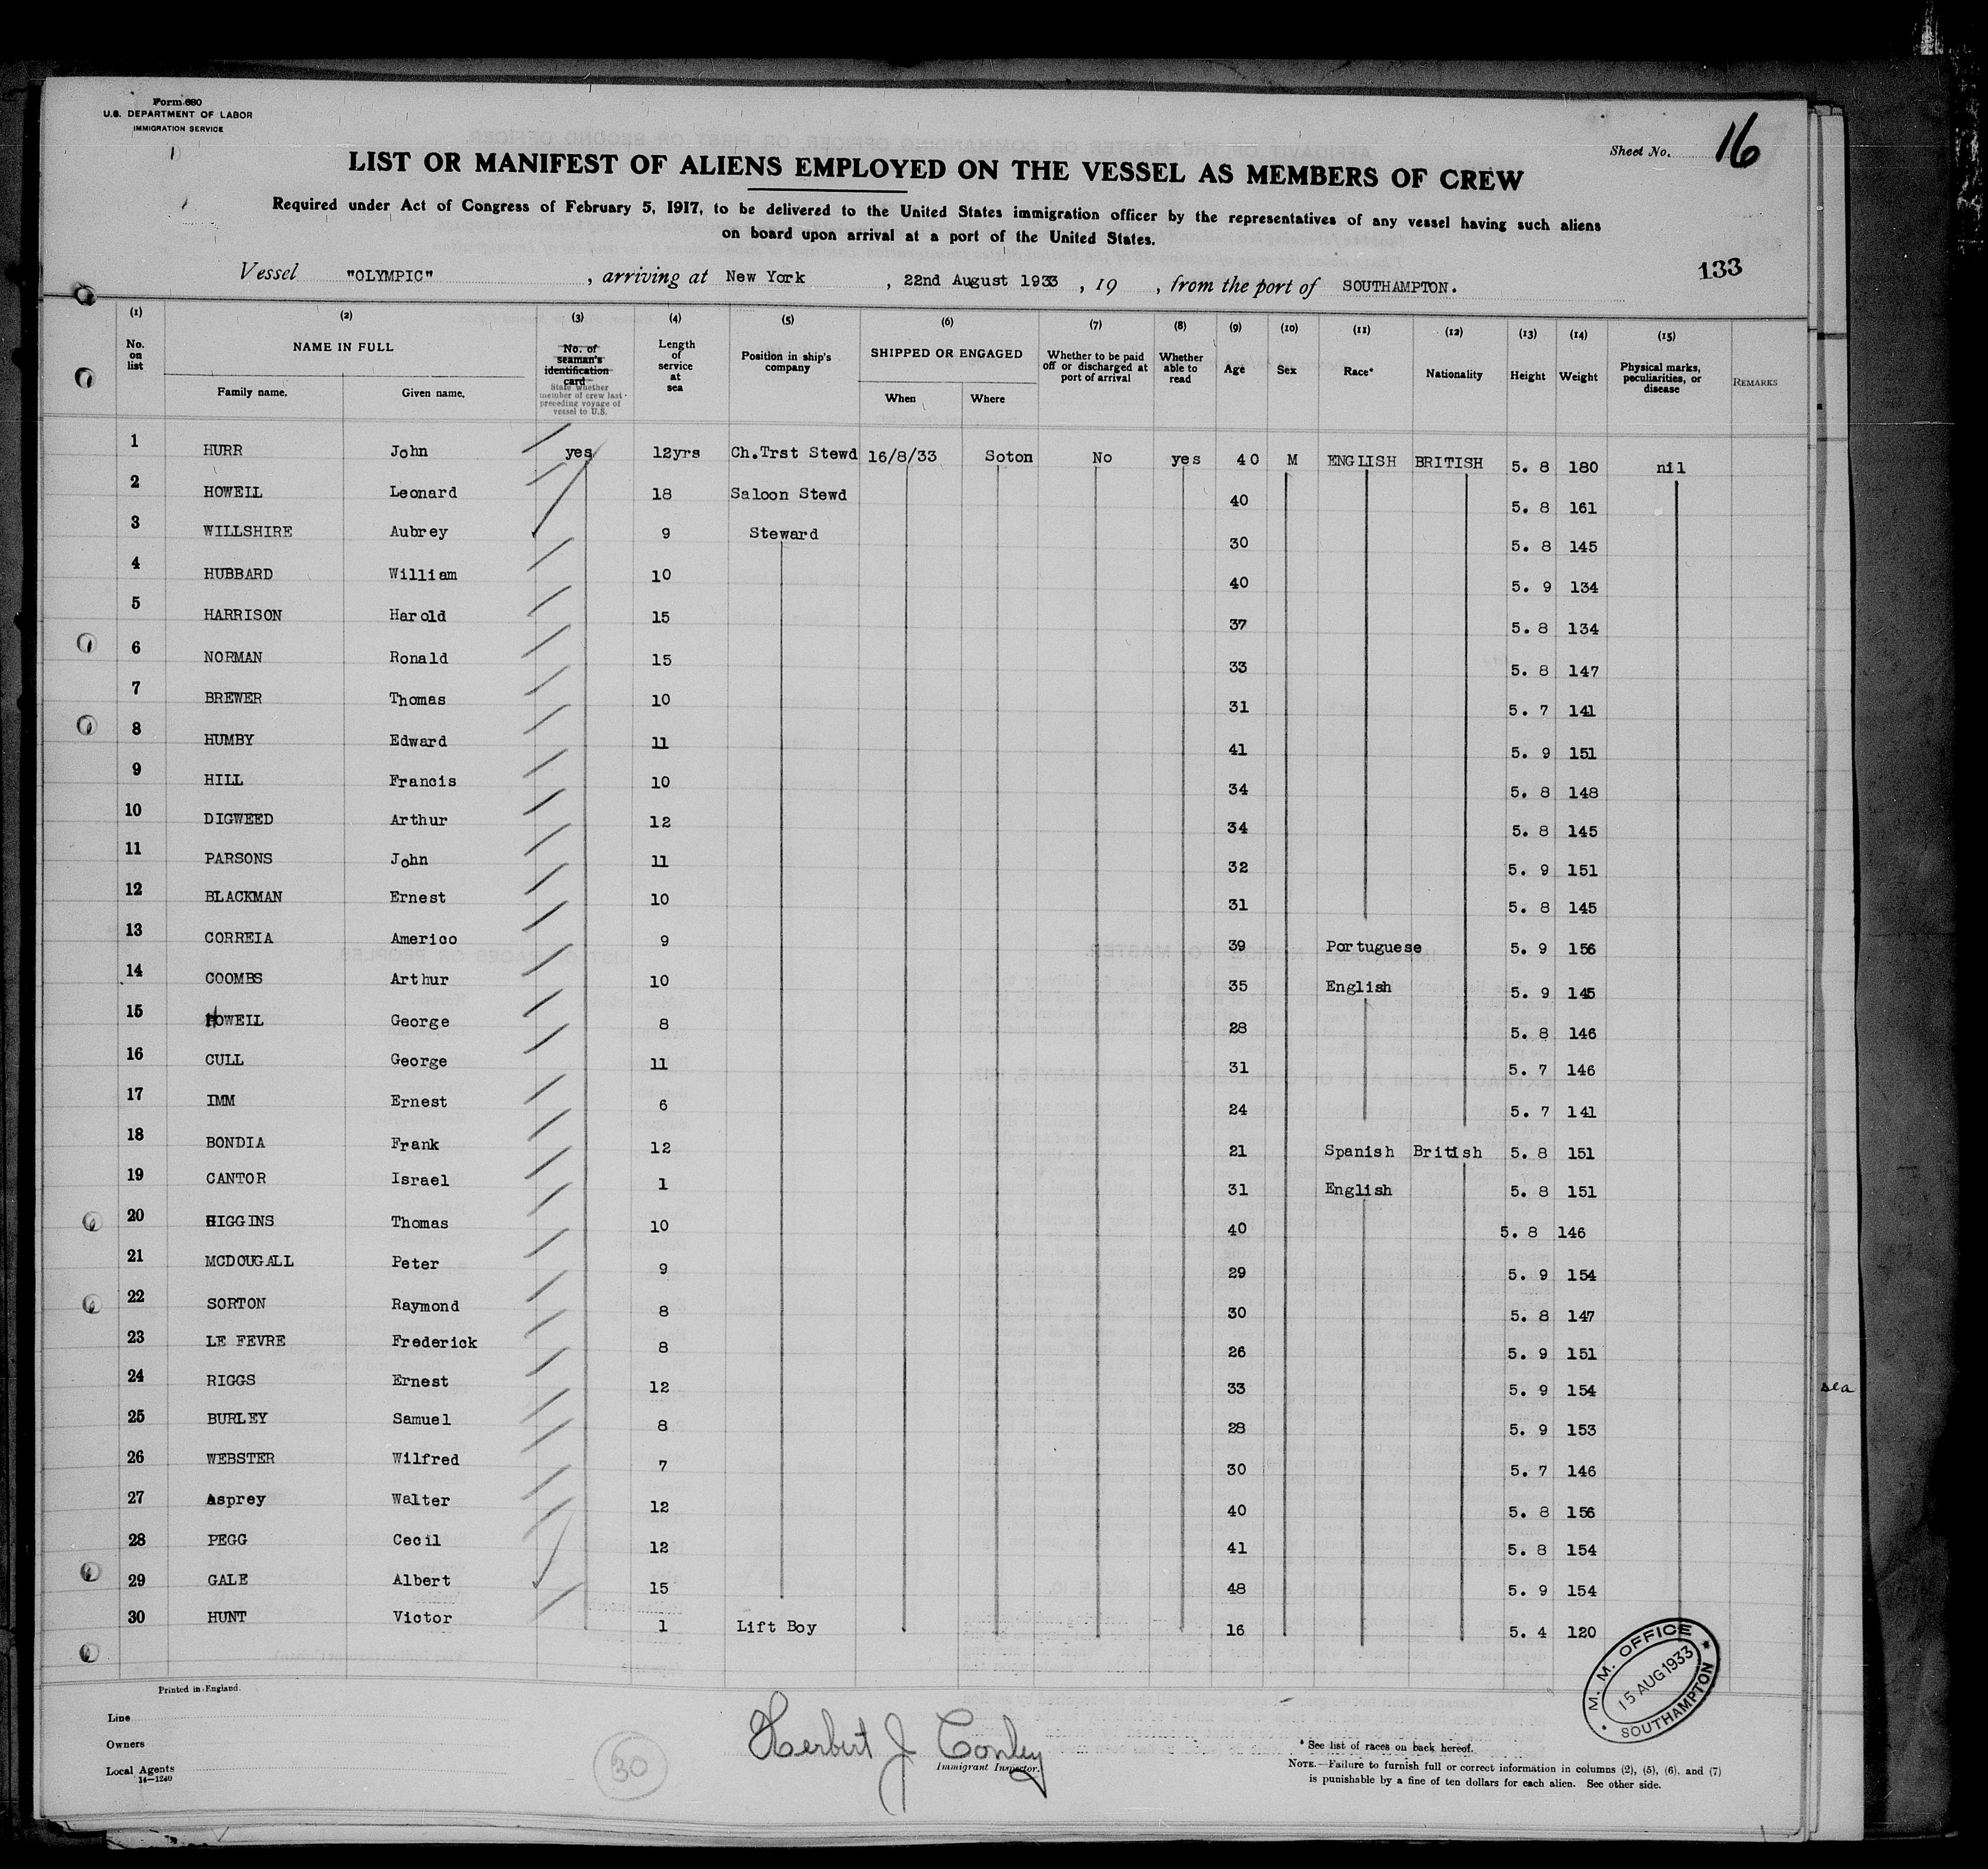 Form 680
U.S. DEPARTMENT OF LABOR
IMMIGRATION SERVICE
Sheet No. 16
LIST OR MANIFEST OF ALIENS EMPLOYED ON THE VESSEL AS MEMBERS OF CREW
Required under Act of Congress of February 5, 1917, to be delivered to the United States immigration officer by the representatives of any vessel having such aliens
on board upon arrival at a port of the United States.
133
Vessel "OLYMPIC", arriving at New York, 22nd August 1933, 19 , from the port of SOUTHAMPTON.
(1) (2) (3) (4) (5) (6) (7) (8) (9) (10) (11) (12) (13) (14) (15)
No. on list NAME IN FULL Family name. Given name. No. of seaman's identification card State whether member of crew last preceding voyage of vessel to U.S. Length of service at sea Position in ship's company SHIPPED OR ENGAGED When Where Whether to be paid off or discharged at port of arrival Whether able to read Age Sex Race* Nationality Height Weight Physical marks, peculiarities, or disease REMARKS
1 HURR John yes 12yrs Ch.Trst Stewd 16/8/33 Soton No yes 40 M ENGLISH BRITISH 5. 8 180 nil
2 HOWELL Leonard 18 Saloon Stewd 40 5. 8 161
3 WILLSHIRE Aubrey 9 Steward 30 5. 8 145
4 HUBBARD William 10 40 5. 9 134
5 HARRISON Harold 15 37 5. 8 134
6 NORMAN Ronald 15 33 5. 8 147
7 BREWER Thomas 10 31 5. 7 141
8 HUMBY Edward 11 41 5. 9 151
9 HILL Francis 10 34 5. 8 148
10 DIGWEED Arthur 12 34 5. 8 145
11 PARSONS John 11 32 5. 9 151
12 BLACKMAN Ernest 10 31 5. 8 145
13 CORREIA Americo 9 39 Portuguese 5. 9 156
14 COOMBS Arthur 10 35 English 5. 9 145
15 HOWELL George 8 28 5. 8 146
16 CULL George 11 31 5. 7 146
17 IMM Ernest 6 24 5. 7 141
18 BONDIA Frank 12 21 Spanish British 5. 8 151
19 CANTOR Israel 1 31 English 5. 8 151
20 HIGGINS Thomas 10 40 5. 8 146
21 MCDOUGALL Peter 9 29 5. 9 154
22 SORTON Raymond 8 30 5. 8 147
23 LE FEVRE Frederick 8 26 5. 9 151
24 RIGGS Ernest 12 33 5. 9 154
25 BURLEY Samuel 8 28 5. 9 153
26 WEBSTER Wilfred 7 30 5. 7 146
27 Asprey Walter 12 40 5. 8 156
28 PEGG Cecil 12 41 5. 8 154
29 GALE Albert 15 48 5. 9 154
30 HUNT Victor 1 Lift Boy 16 5. 4 120
sea
M. M. OFFICE
15 AUG 1933
SOUTHAMPTON
Printed in England.
Line
Owners
Local Agents
14—1240
30
Herbert J Conley
Immigrant Inspector.
* See list of races on back hereof.
NOTE.—Failure to furnish full or correct information in columns (2), (5), (6), and (7)
is punishable by a fine of ten dollars for each alien. See other side.